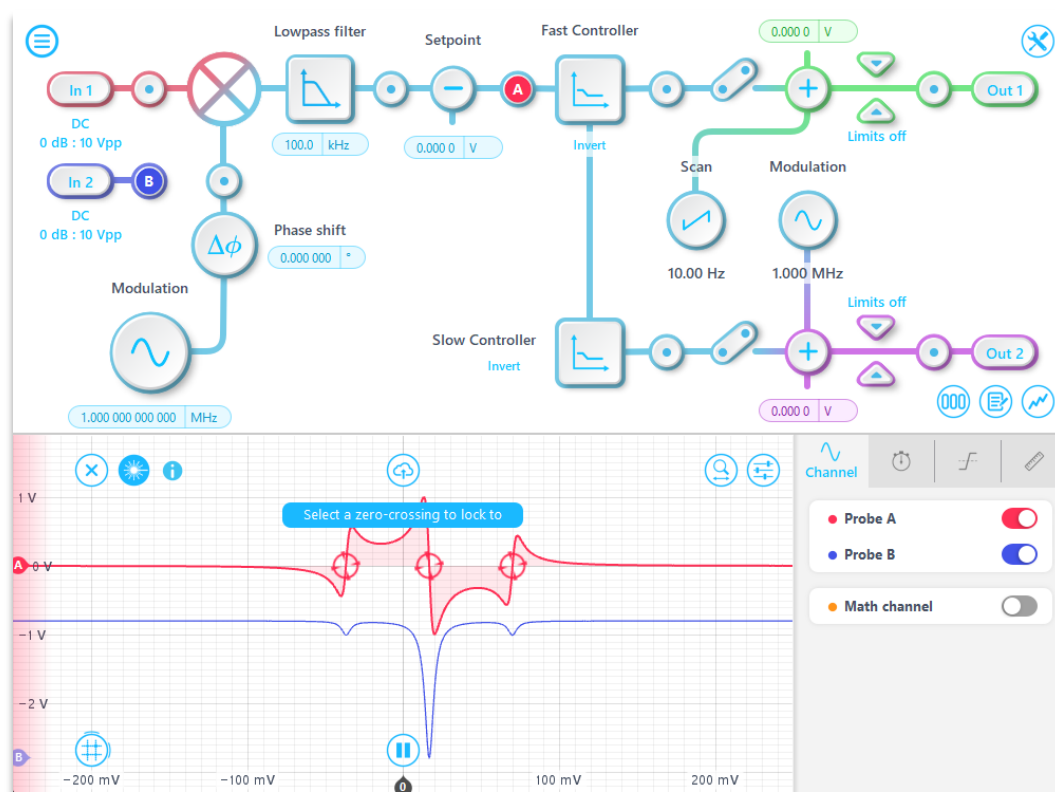 Lowpass filter
Setpoint
Fast Controller
0.000 0 V
In 1
A
Out 1
DC
0 dB : 10 Vpp
100.0 kHz
0.000 0 V
Invert
Limits off
In 2
B
Scan
Modulation
DC
0 dB : 10 Vpp
Phase shift
Δϕ
0.000 000 °
10.00 Hz
1.000 MHz
Modulation
Limits off
Slow Controller
Invert
Out 2
1.000 000 000 000 MHz
0.000 0 V
Channel
1 V
Select a zero-crossing to lock to
Probe A
A
0 V
Probe B
Math channel
−1 V
−2 V
B
−200 mV
−100 mV
0
100 mV
200 mV